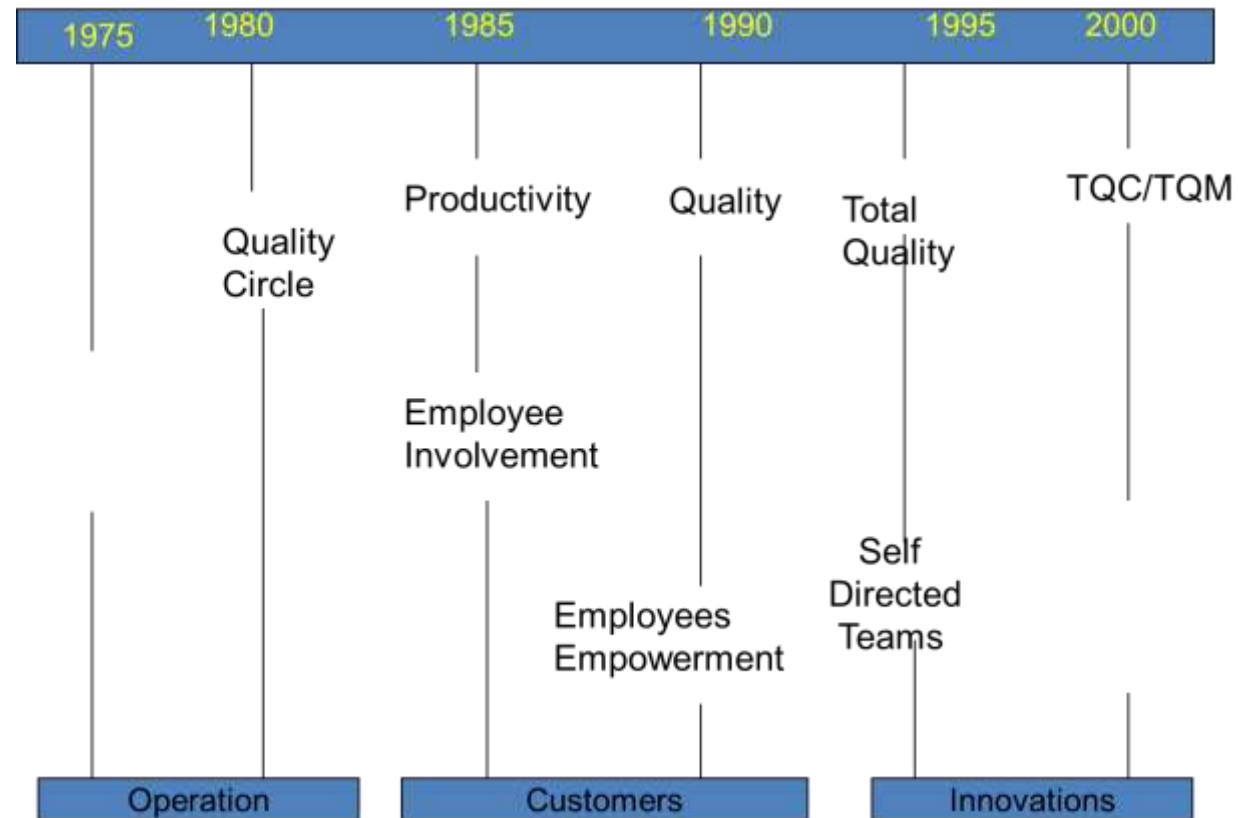 1975 1980 1985 1990 1995 2000
Productivity Quality Total
Quality
TQC/TQM
Quality
Circle
Employee
Involvement
Self
Directed
Teams
Employees
Empowerment
Operation Customers Innovations